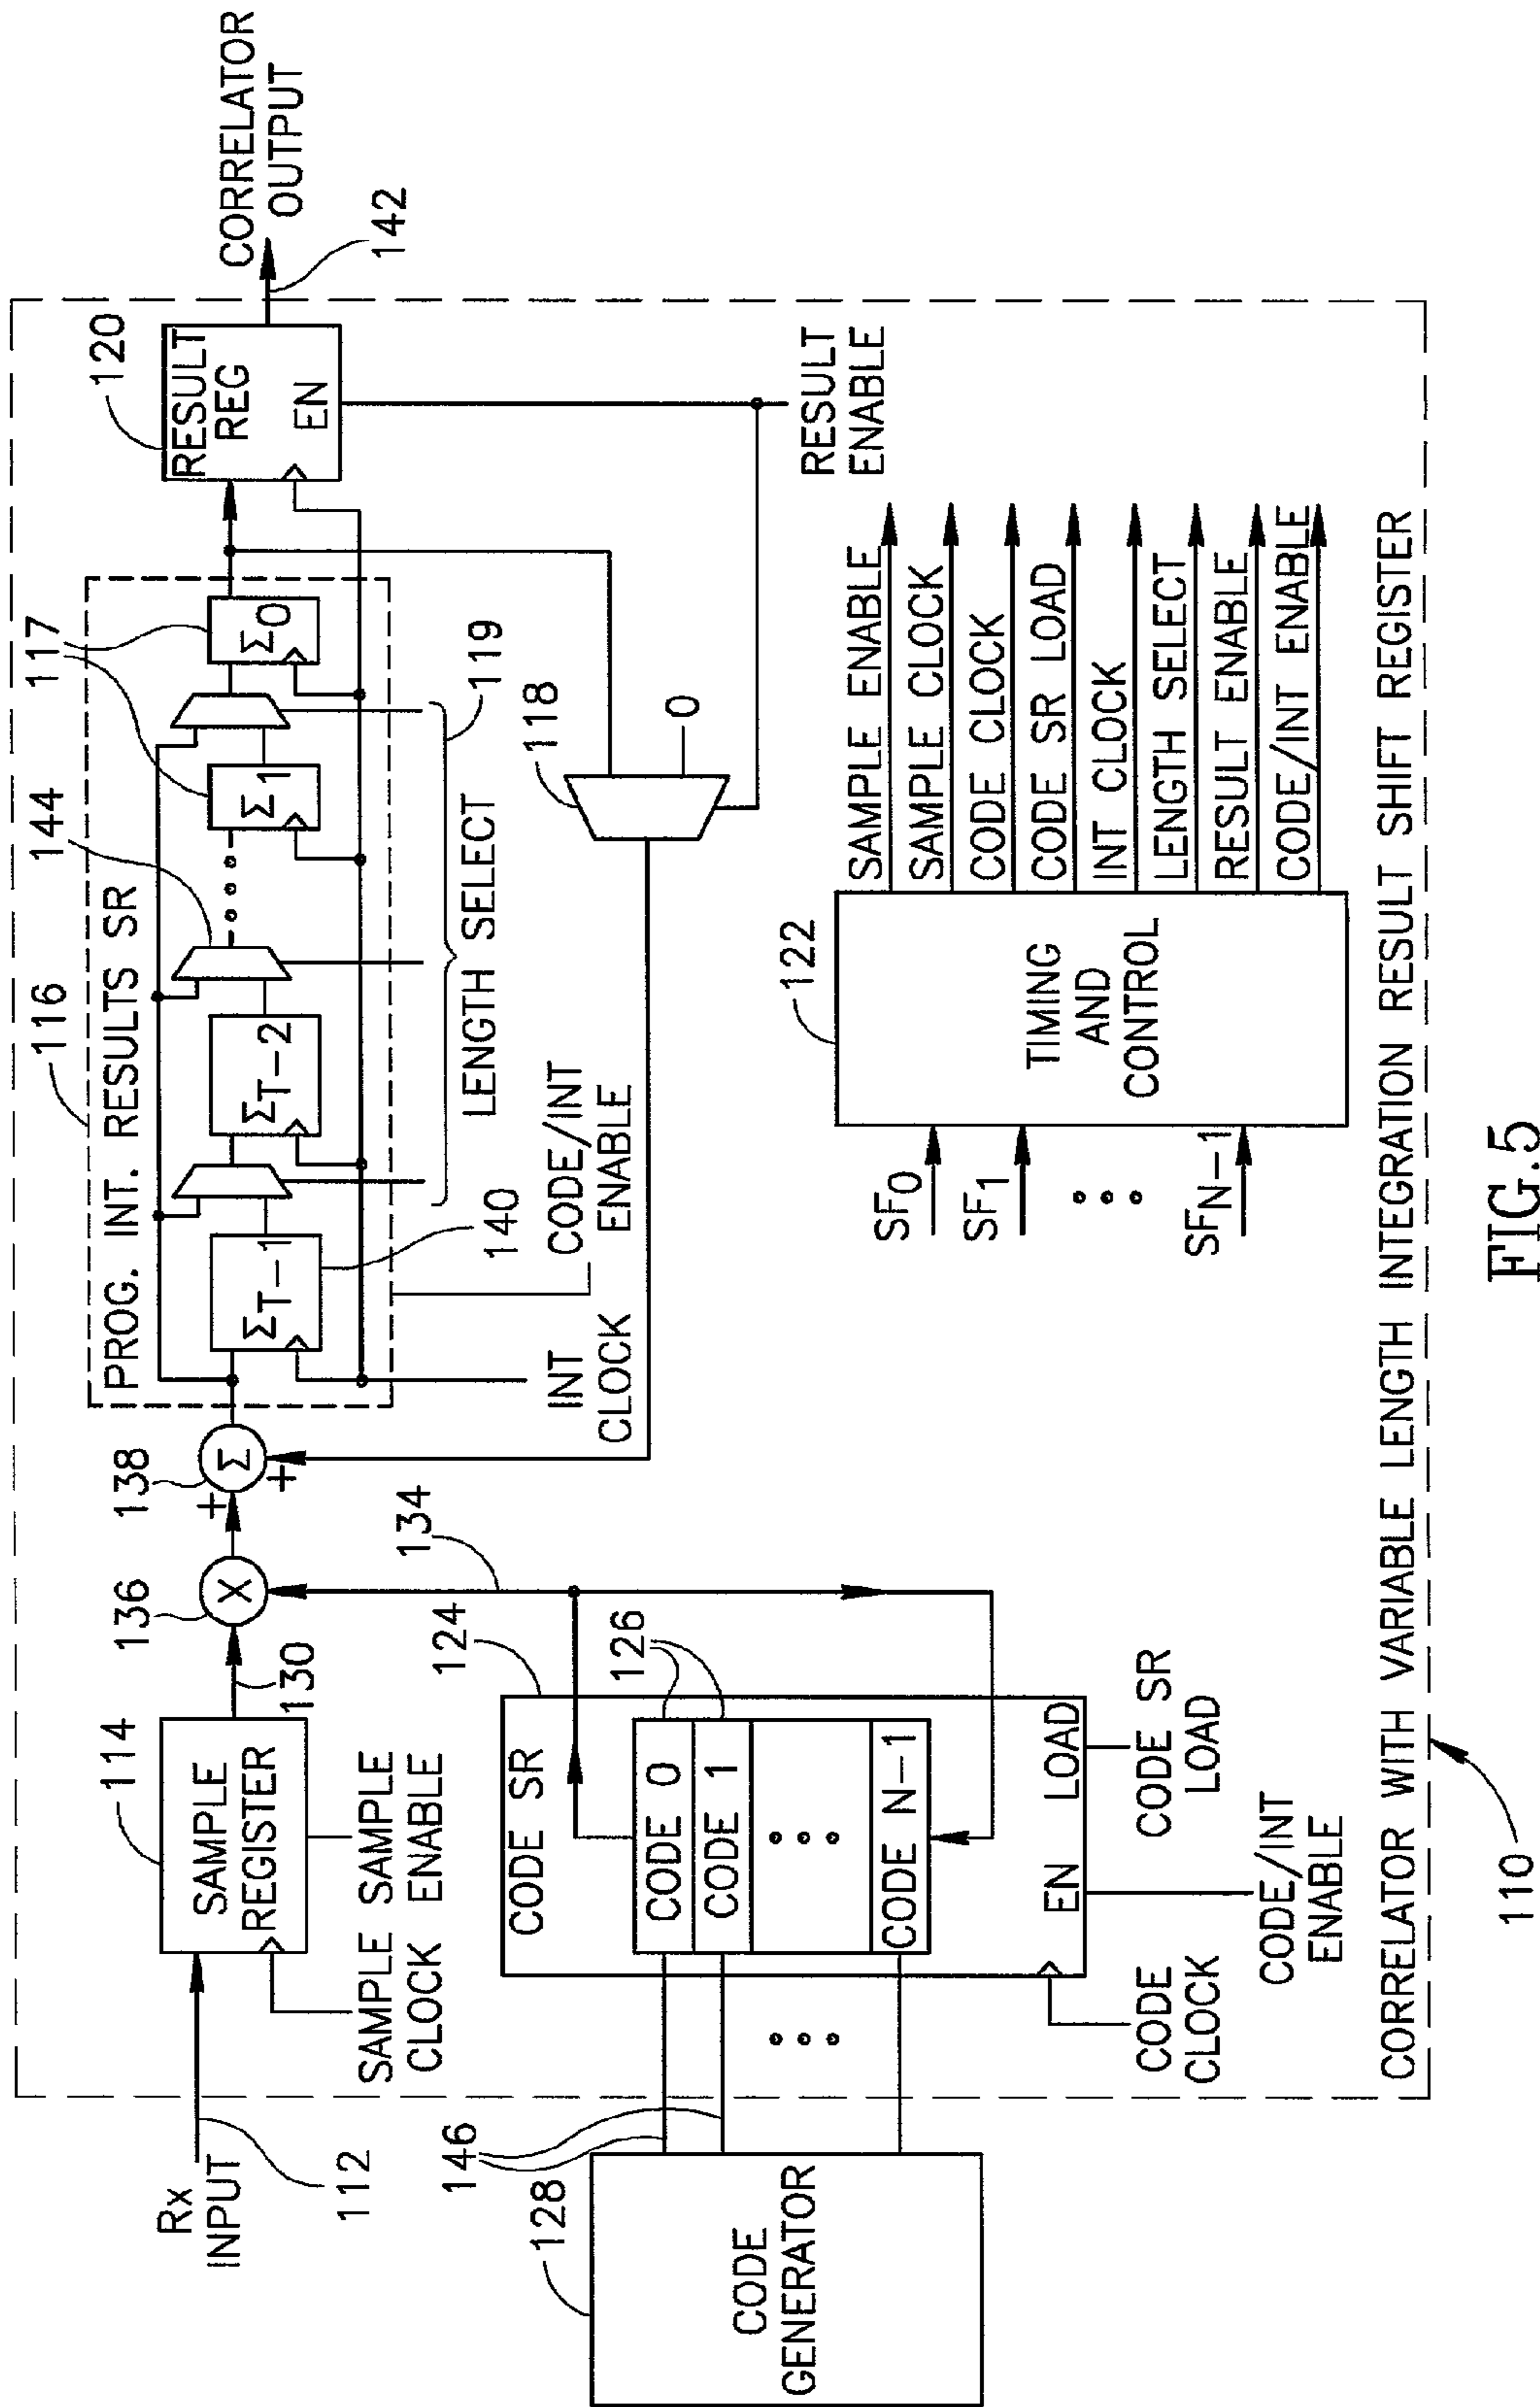 Rx
INPUT
112
114
SAMPLE
REGISTER
130
SAMPLE SAMPLE
CLOCK ENABLE
136
X
138
+
+
Σ
116
PROG. INT. RESULTS SR
ΣT-1
140
ΣT-2
144
Σ1
117
Σ0
119
LENGTH SELECT
INT
CLOCK
CODE/INT
ENABLE
118
0
120
RESULT
REG
EN
CORRELATOR
OUTPUT
142
RESULT
ENABLE
134
128
CODE
GENERATOR
146
124
CODE SR
126
CODE 0
CODE 1
CODE N-1
EN
LOAD
CODE
CLOCK
CODE/INT
ENABLE
CODE SR
LOAD
122
TIMING
AND
CONTROL
SF0
SF1
SFN-1
SAMPLE ENABLE
SAMPLE CLOCK
CODE CLOCK
CODE SR LOAD
INT CLOCK
LENGTH SELECT
RESULT ENABLE
CODE/INT ENABLE
CORRELATOR WITH VARIABLE LENGTH INTEGRATION RESULT SHIFT REGISTER
110
FIG.5